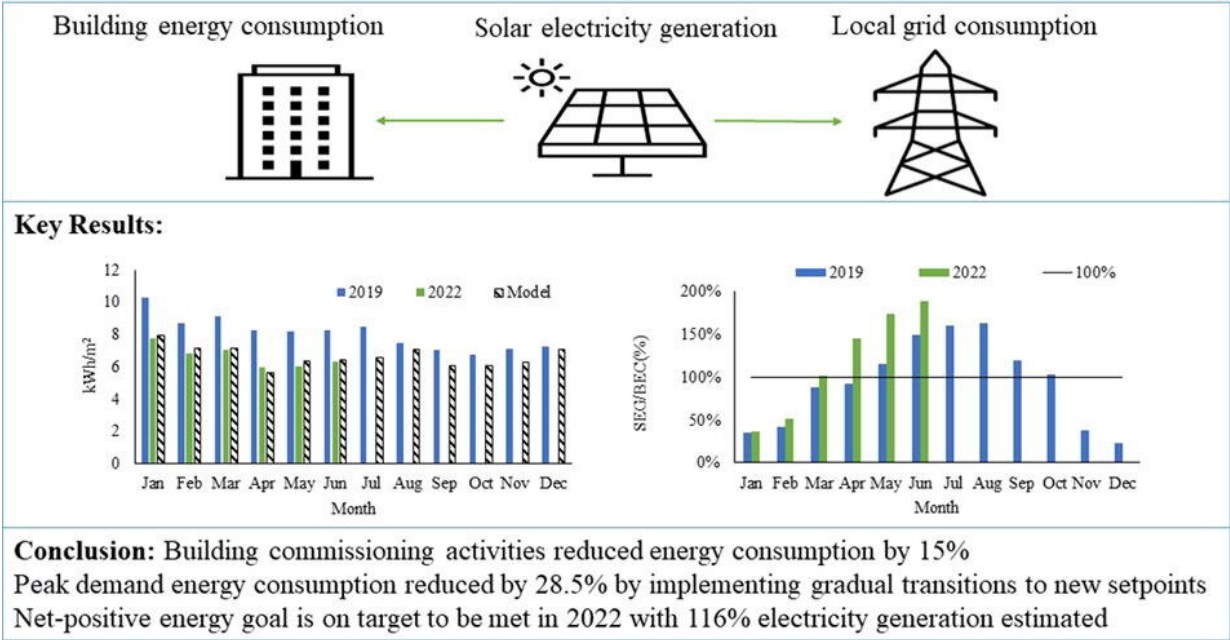 Building energy consumption
Solar electricity generation
Local grid consumption
Key Results:
12
10
8
6
4
2
0
kWh/m²
2019
2022
Model
Jan Feb Mar Apr May Jun Jul Aug Sep Oct Nov Dec
Month
2019
2022
100%
200%
150%
100%
50%
0%
SEG/BEC(%)
Jan Feb Mar Apr May Jun Jul Aug Sep Oct Nov Dec
Month
Conclusion: Building commissioning activities reduced energy consumption by 15%
Peak demand energy consumption reduced by 28.5% by implementing gradual transitions to new setpoints
Net-positive energy goal is on target to be met in 2022 with 116% electricity generation estimated